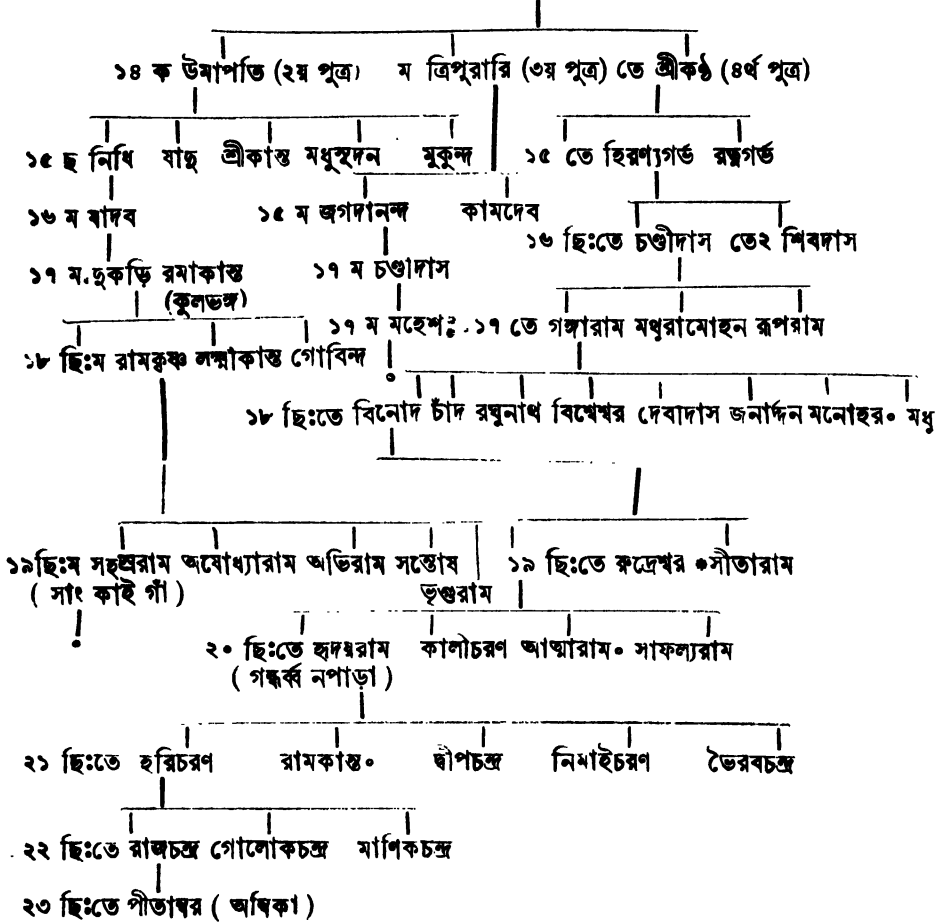 ১৪ ক উমাপতি (২য় পুত্র) ম ত্রিপুরারি (৩য় পুত্র) তে শ্রীকণ্ঠ (৪র্থ পুত্র)
১৫ ছ নিধি যাদু শ্রীকান্ত মধুসূদন মুকুন্দ ১৫ তে হিরণ্যগর্ভ রত্নগর্ভ
১৬ ম যাদব ১৫ ম জগদানন্দ কামদেব
১৬ ছিঃতে চণ্ডীদাস তে২ শিবদাস
১৭ ম দুকড়ি রমাকান্ত ১৭ ম চণ্ডাদাস
(কুলভঙ্গ)
১৭ ম মহেশ ১৭ তে গঙ্গারাম মথুরামোহন রূপরাম
১৮ ছিঃম রামকৃষ্ণ লক্ষ্মাকান্ত গোবিন্দ
১৮ ছিঃতে বিনোদ চাঁদ রঘুনাথ বিশ্বেশ্বর দেবাদাস জনার্দ্দন মনোহর॰ মধু
১৯ছিঃম সহস্ররাম অযোধ্যারাম অভিরাম সন্তোষ ১৯ ছিঃতে রুদ্রেশ্বর ॰সীতারাম
( সাং কাই গাঁ ) ভৃগুরাম
২০ ছিঃতে হৃদয়রাম কালীচরণ আত্মারাম॰ সাফল্যরাম
( গন্ধর্ব্ব নপাড়া )
২১ ছিঃতে হরিচরণ রামকান্ত॰ দ্বীপচন্দ্র নিমাইচরণ ভৈরবচন্দ্র
২২ ছিঃতে রাজচন্দ্র গোলোকচন্দ্র মাণিকচন্দ্র
২৩ ছিঃতে পীতাম্বর ( অম্বিকা )